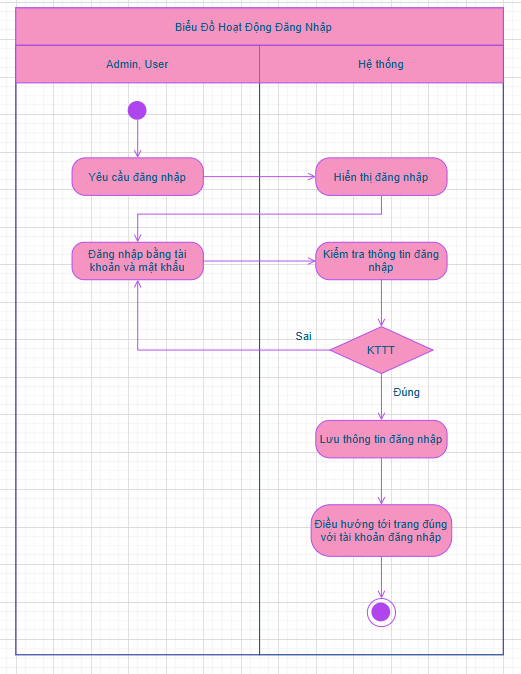 Biểu Đồ Hoạt Động Đăng Nhập
Admin, User
Hệ thống
Yêu cầu đăng nhập
Hiển thị đăng nhập
Đăng nhập bằng tài
khoản và mật khẩu
Kiểm tra thông tin đăng
nhập
Sai
KTTT
Đúng
Lưu thông tin đăng nhập
Điều hướng tới trang đúng
với tài khoản đăng nhập